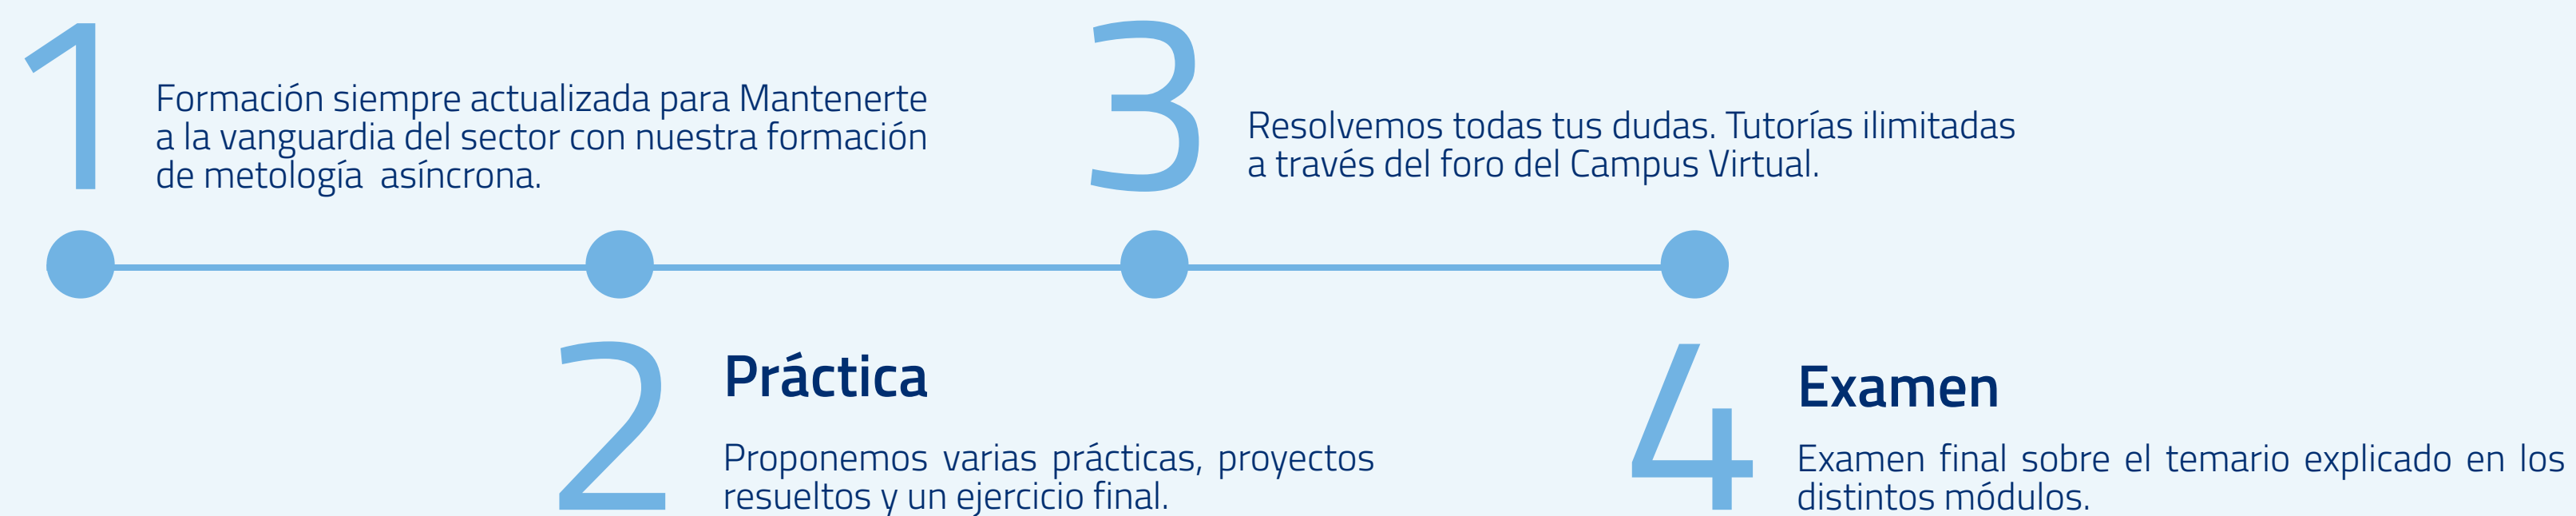 1
Formación siempre actualizada para Mantenerte
a la vanguardia del sector con nuestra formación
de metología  asíncrona.
2
Práctica
Proponemos varias prácticas, proyectos
resueltos y un ejercicio final.
3
Resolvemos todas tus dudas. Tutorías ilimitadas
a través del foro del Campus Virtual.
4
Examen
Examen final sobre el temario explicado en los
distintos módulos.